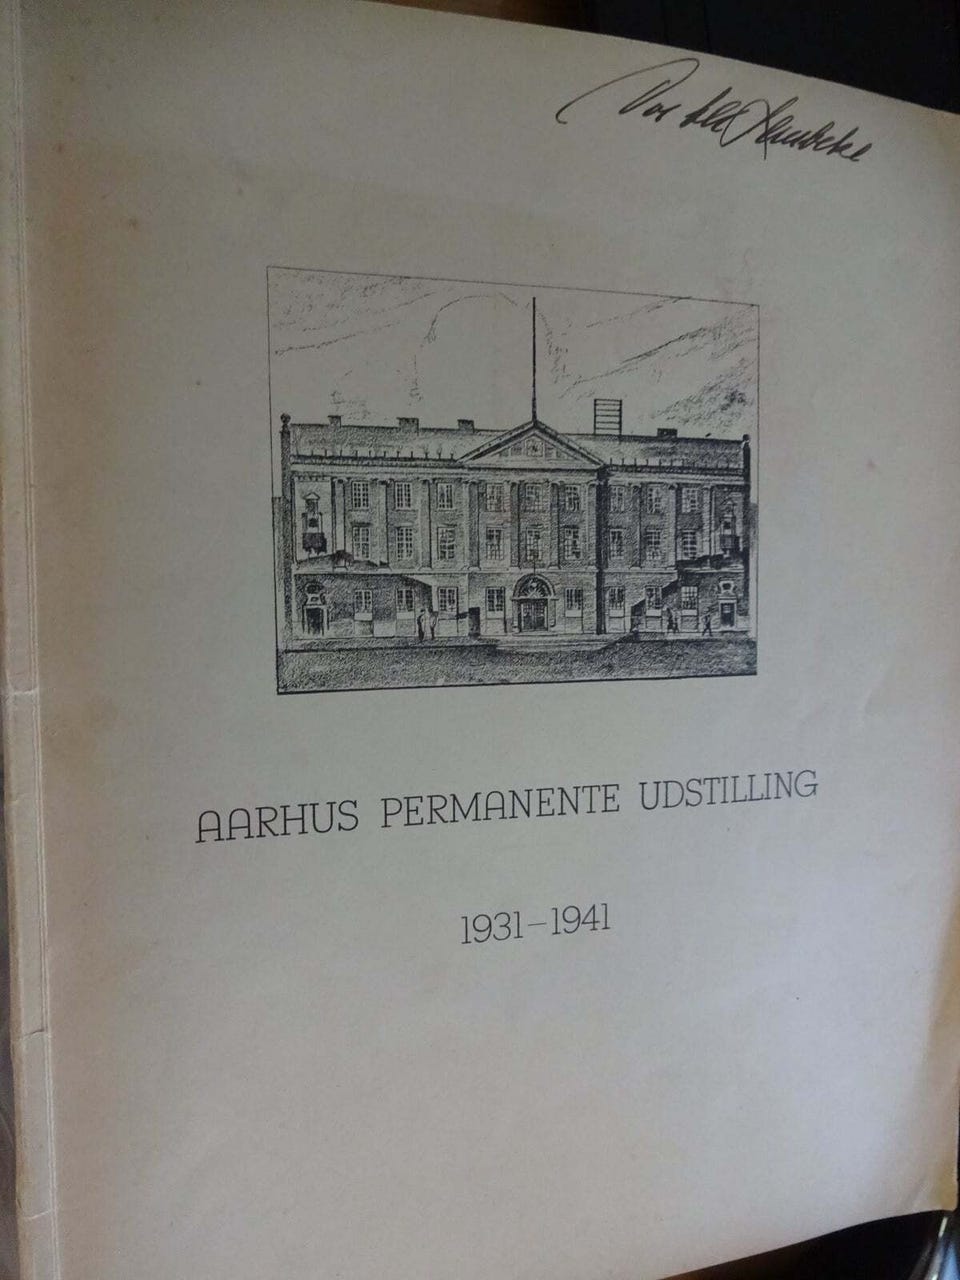 AARHUS PERMANENTE UDSTILLING
1931–1941